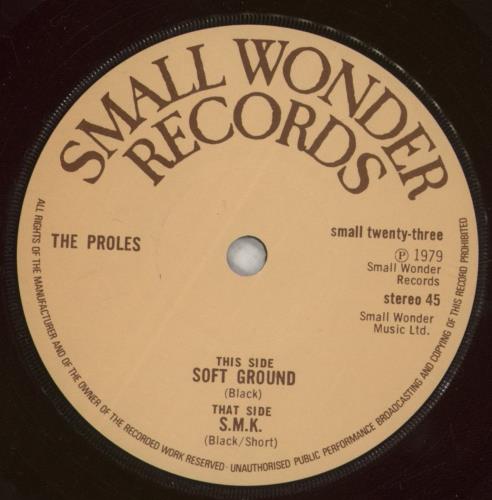 SMALL WONDER
RECORDS
THE PROLES
small twenty-three
℗ 1979
Small Wonder
Records
stereo 45
Small Wonder
Music Ltd.
THIS SIDE
SOFT GROUND
(Black)
THAT SIDE
S.M.K.
(Black/Short)
ALL RIGHTS OF THE MANUFACTURER AND OF THE OWNER OF THE RECORDED WORK RESERVED · UNAUTHORISED PUBLIC PERFORMANCE BROADCASTING AND COPYING OF THIS RECORD PROHIBITED